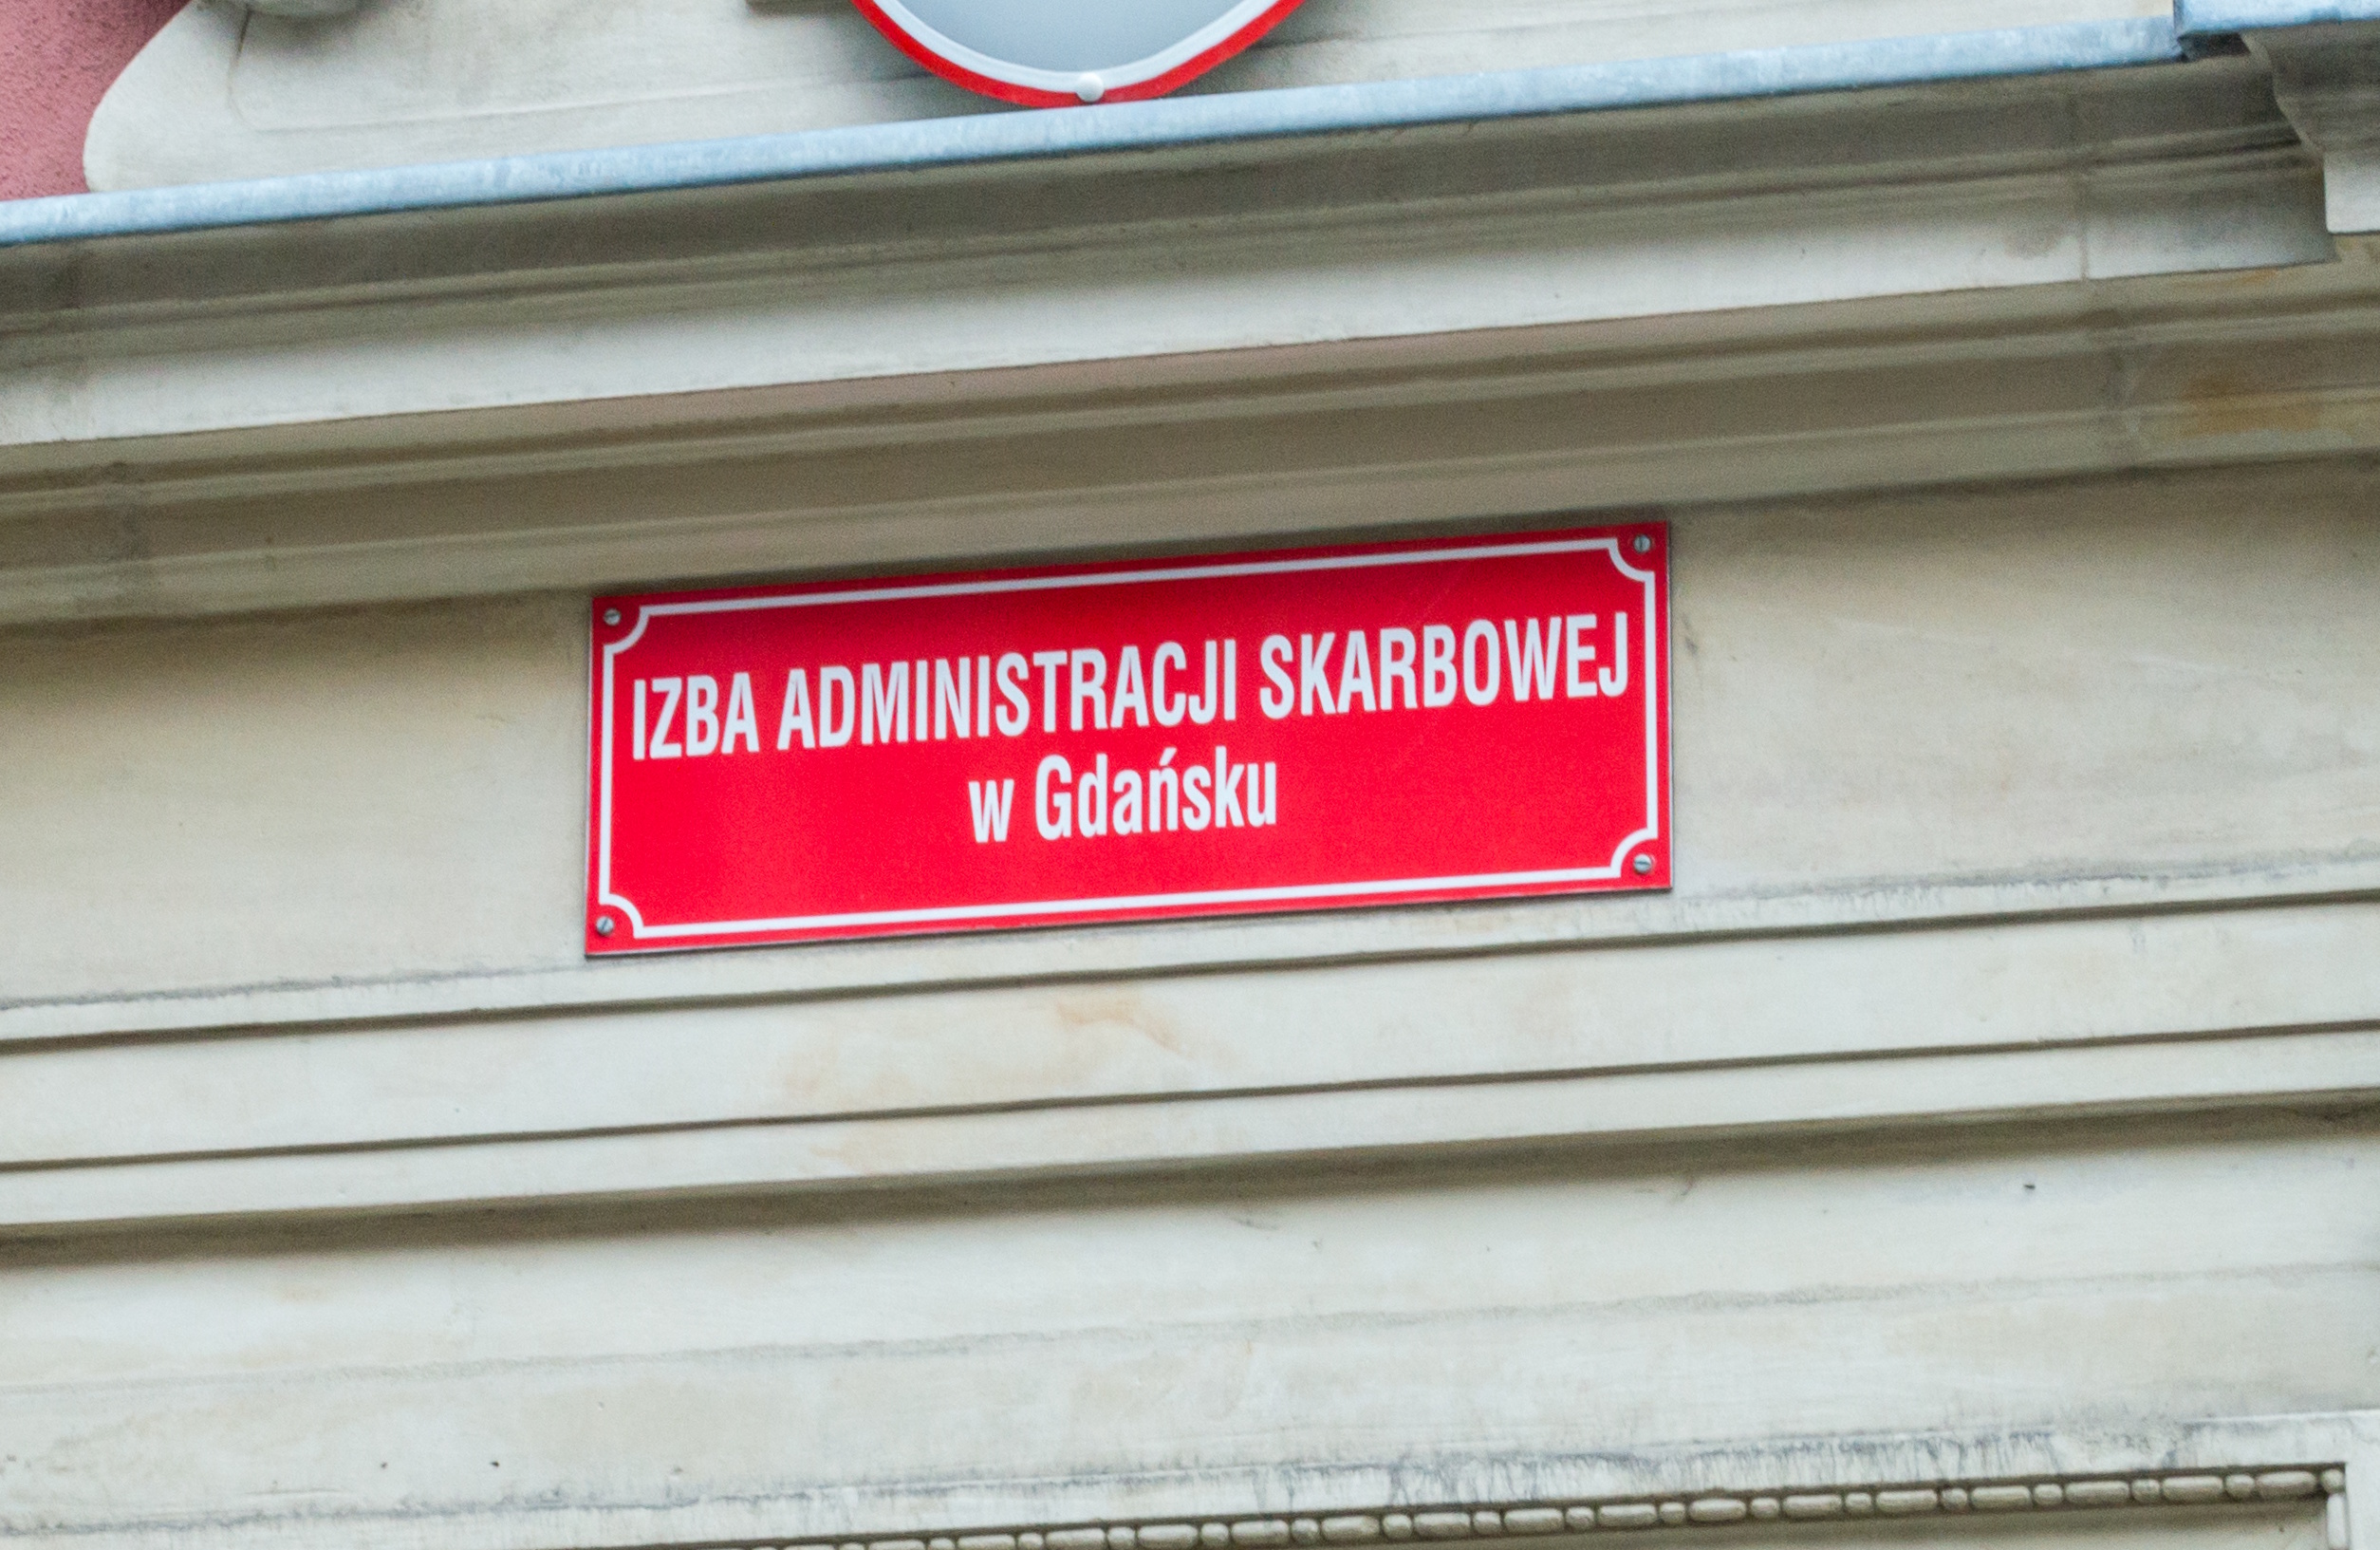 IZBA ADMINISTRACJI SKARBOWEJ
w Gdańsku